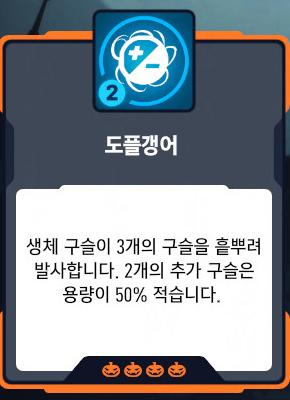 2
도플갱어
생체 구슬이 3개의 구슬을 흩뿌려
발사합니다. 2개의 추가 구슬은
용량이 50% 적습니다.